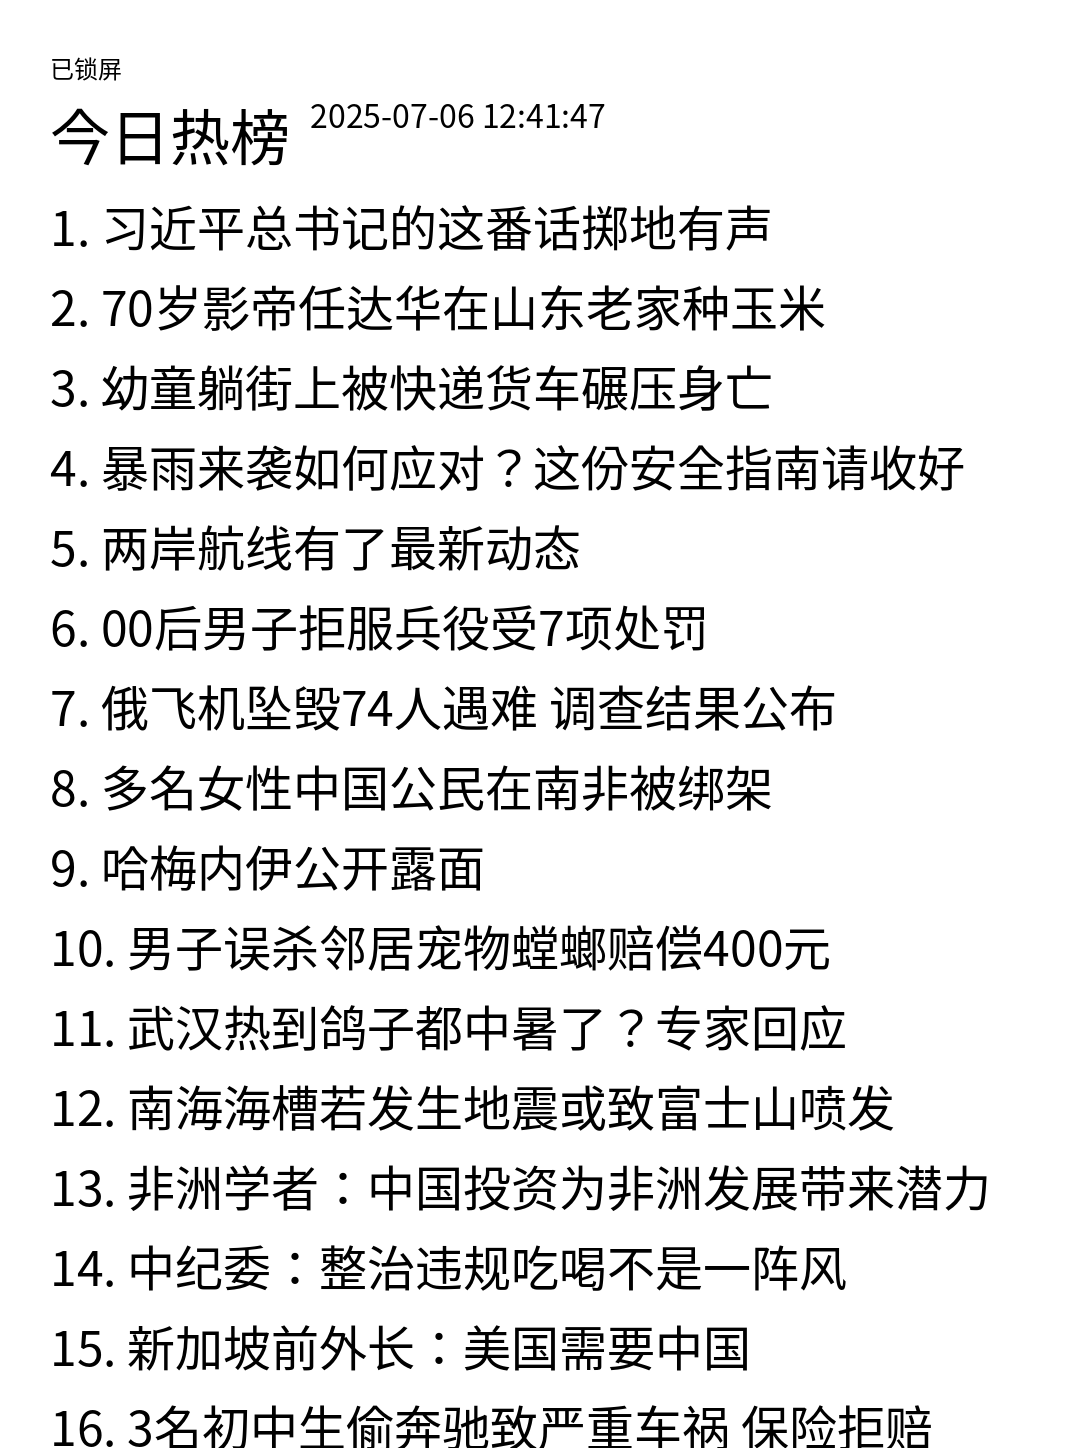 已锁屏
今日热榜 2025-07-06 12:41:47
1. 习近平总书记的这番话掷地有声
2. 70岁影帝任达华在山东老家种玉米
3. 幼童躺街上被快递货车碾压身亡
4. 暴雨来袭如何应对？这份安全指南请收好
5. 两岸航线有了最新动态
6. 00后男子拒服兵役受7项处罚
7. 俄飞机坠毁74人遇难 调查结果公布
8. 多名女性中国公民在南非被绑架
9. 哈梅内伊公开露面
10. 男子误杀邻居宠物螳螂赔偿400元
11. 武汉热到鸽子都中暑了？专家回应
12. 南海海槽若发生地震或致富士山喷发
13. 非洲学者：中国投资为非洲发展带来潜力
14. 中纪委：整治违规吃喝不是一阵风
15. 新加坡前外长：美国需要中国
16. 3名初中生偷奔驰致严重车祸 保险拒赔